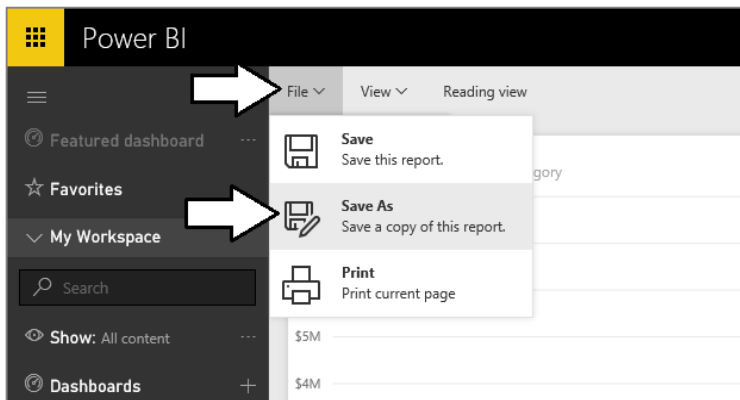 Power BI
File View Reading view
Featured dashboard ...
Favorites
My Workspace
Search
Show: All content ...
Dashboards +
Save
Save this report.
Save As
Save a copy of this report.
Print
Print current page
gory
$5M
$4M